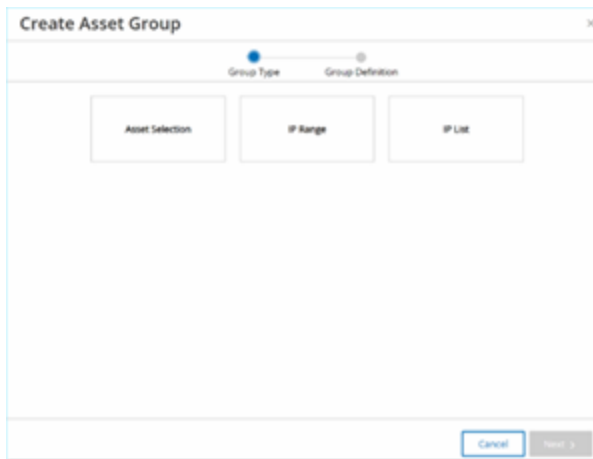 Create Asset Group
Group Type Group Definition
Asset Selection IP Range IP List
Cancel Next